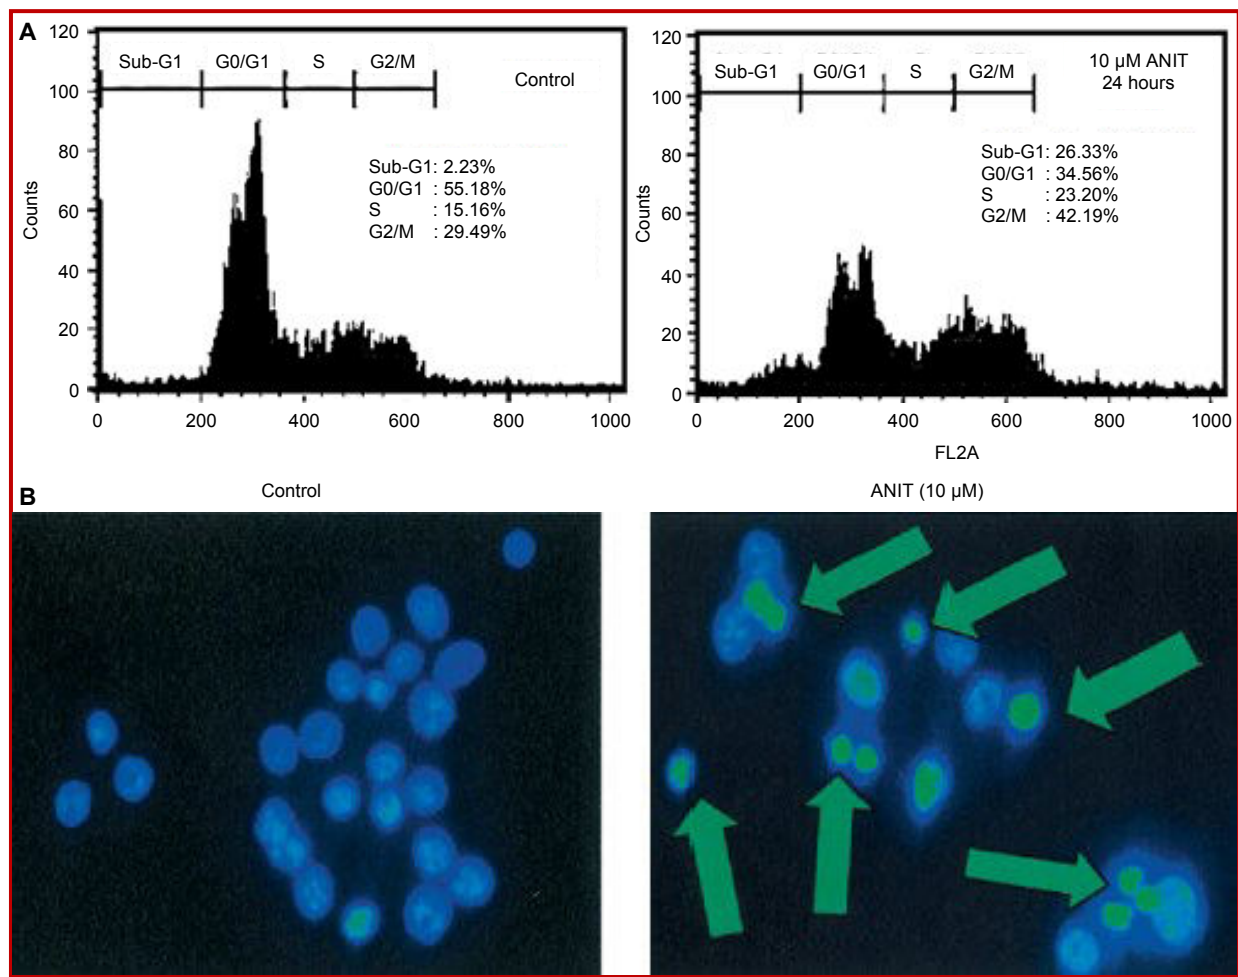 A
120
100
80
60
40
20
0
Counts
Sub-G1 G0/G1 S G2/M
Control
Sub-G1: 2.23%
G0/G1 : 55.18%
S : 15.16%
G2/M : 29.49%
0 200 400 600 800 1000
120
100
80
60
40
20
0
Counts
Sub-G1 G0/G1 S G2/M
10 µM ANIT
24 hours
Sub-G1: 26.33%
G0/G1 : 34.56%
S : 23.20%
G2/M : 42.19%
0 200 400 600 800 1000
FL2A
B
Control
ANIT (10 µM)